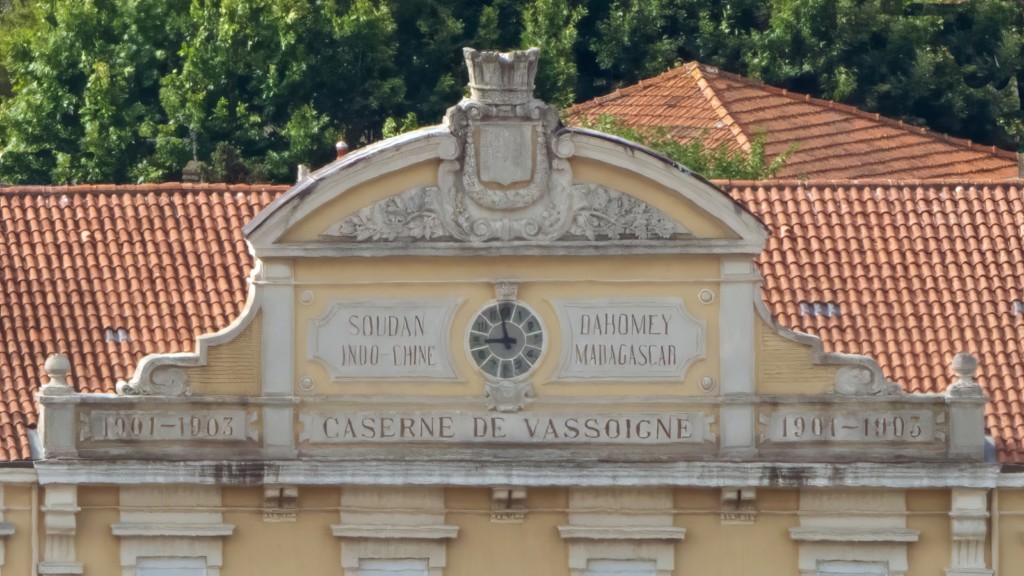 SOUDAN
INDO-CHINE
DAHOMEY
MADAGASCAR
1901-1903
CASERNE DE VASSOIGNE
1901-1903